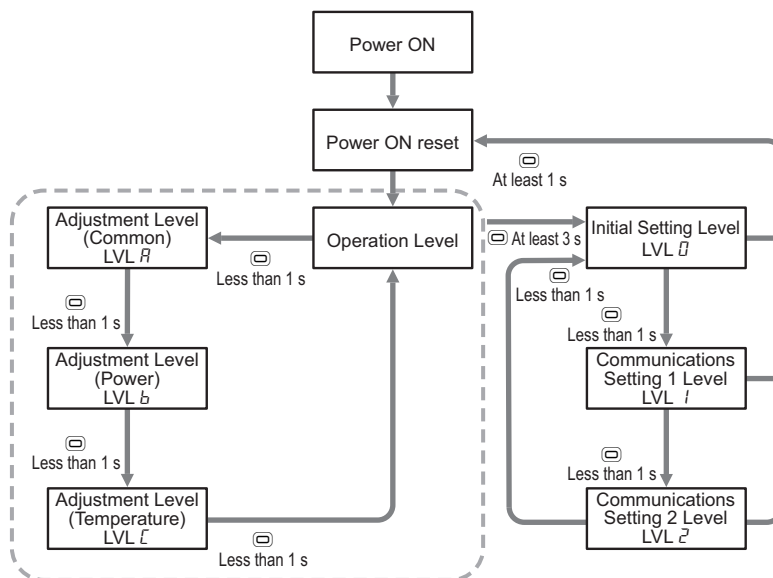 Power ON
Power ON reset
At least 1 s
Adjustment Level
(Common)
LVL A
Operation Level
At least 3 s
Initial Setting Level
LVL 0
Less than 1 s
Less than 1 s
Less than 1 s
Less than 1 s
Adjustment Level
(Power)
LVL b
Communications
Setting 1 Level
LVL 1
Less than 1 s
Less than 1 s
Adjustment Level
(Temperature)
LVL C
Less than 1 s
Communications
Setting 2 Level
LVL 2